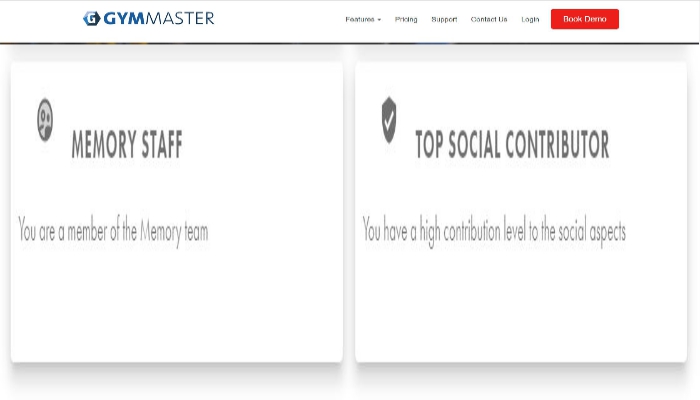 GYMMASTER
Features Pricing Support Contact Us Login Book Demo
MEMORY STAFF
You are a member of the Memory team
TOP SOCIAL CONTRIBUTOR
You have a high contribution level to the social aspects